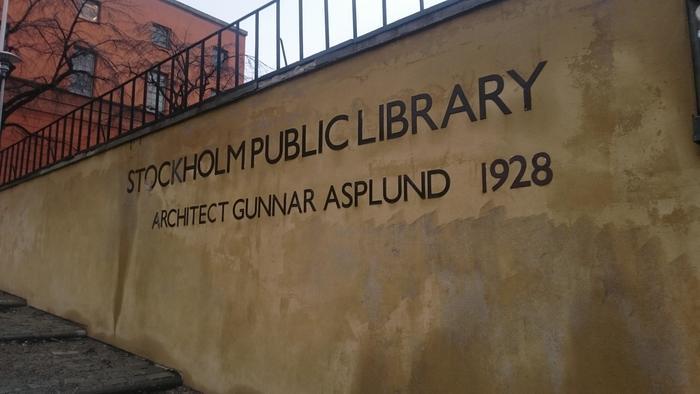 STOCKHOLM PUBLIC LIBRARY
ARCHITECT GUNNAR ASPLUND 1928